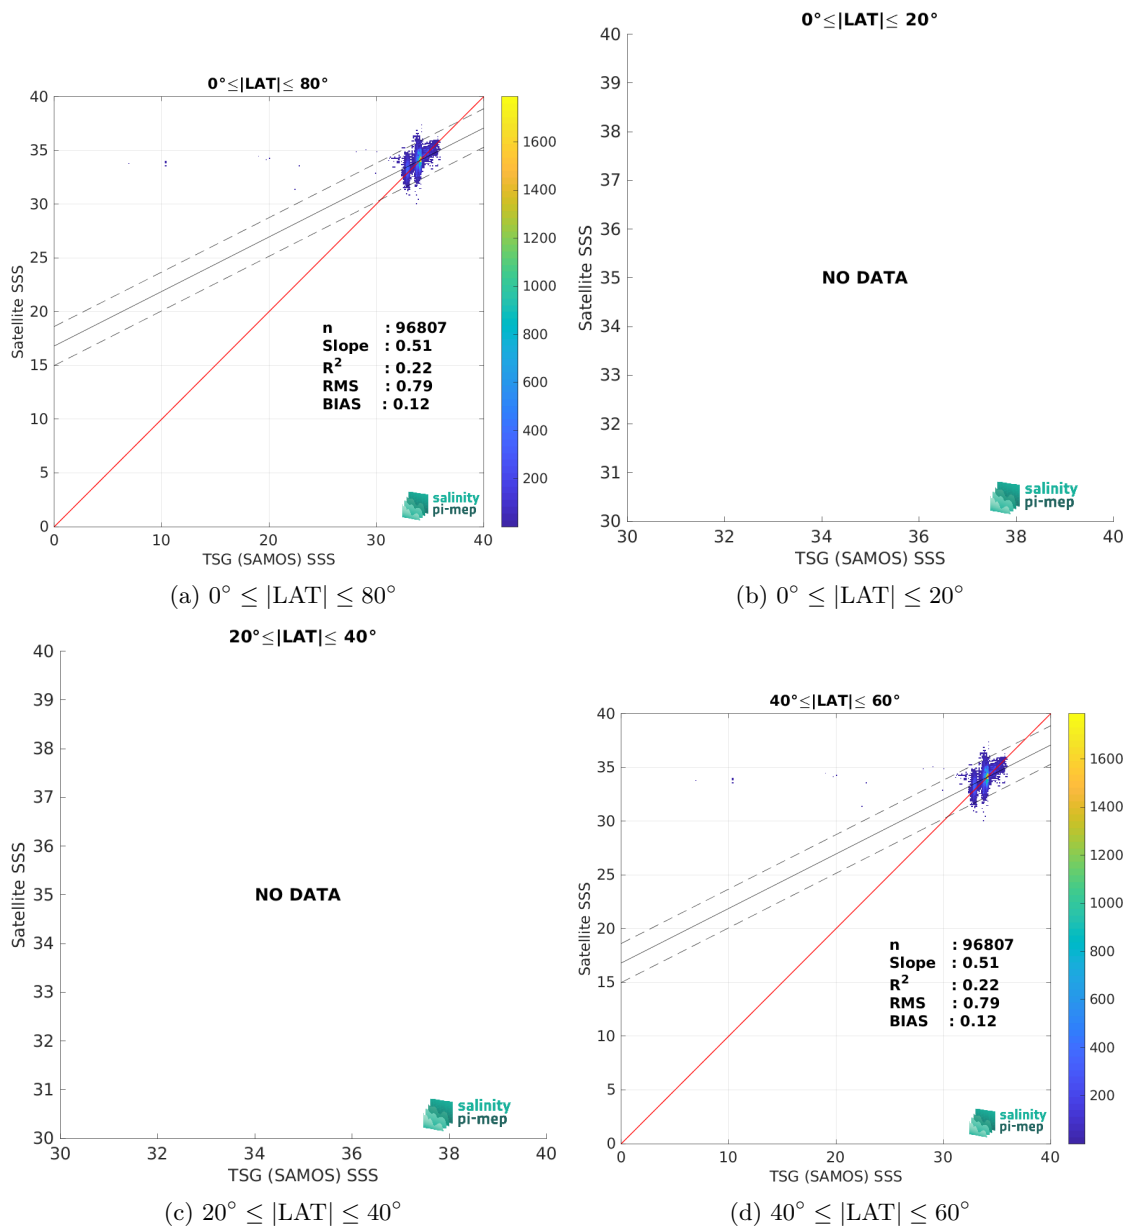 0°≤|LAT|≤ 80°
40
35
30
25
20
15
10
5
0
0
10
20
30
40
Satellite SSS
TSG (SAMOS) SSS
n : 96807
Slope : 0.51
R² : 0.22
RMS : 0.79
BIAS : 0.12
salinity
pi-mep
1600
1400
1200
1000
800
600
400
200
(a) 0° ≤ |LAT| ≤ 80°
0°≤|LAT|≤ 20°
40
39
38
37
36
35
34
33
32
31
30
30
32
34
36
38
40
Satellite SSS
TSG (SAMOS) SSS
NO DATA
salinity
pi-mep
(b) 0° ≤ |LAT| ≤ 20°
20°≤|LAT|≤ 40°
40
39
38
37
36
35
34
33
32
31
30
30
32
34
36
38
40
Satellite SSS
TSG (SAMOS) SSS
NO DATA
salinity
pi-mep
(c) 20° ≤ |LAT| ≤ 40°
40°≤|LAT|≤ 60°
40
35
30
25
20
15
10
5
0
0
10
20
30
40
Satellite SSS
TSG (SAMOS) SSS
n : 96807
Slope : 0.51
R² : 0.22
RMS : 0.79
BIAS : 0.12
salinity
pi-mep
1600
1400
1200
1000
800
600
400
200
(d) 40° ≤ |LAT| ≤ 60°